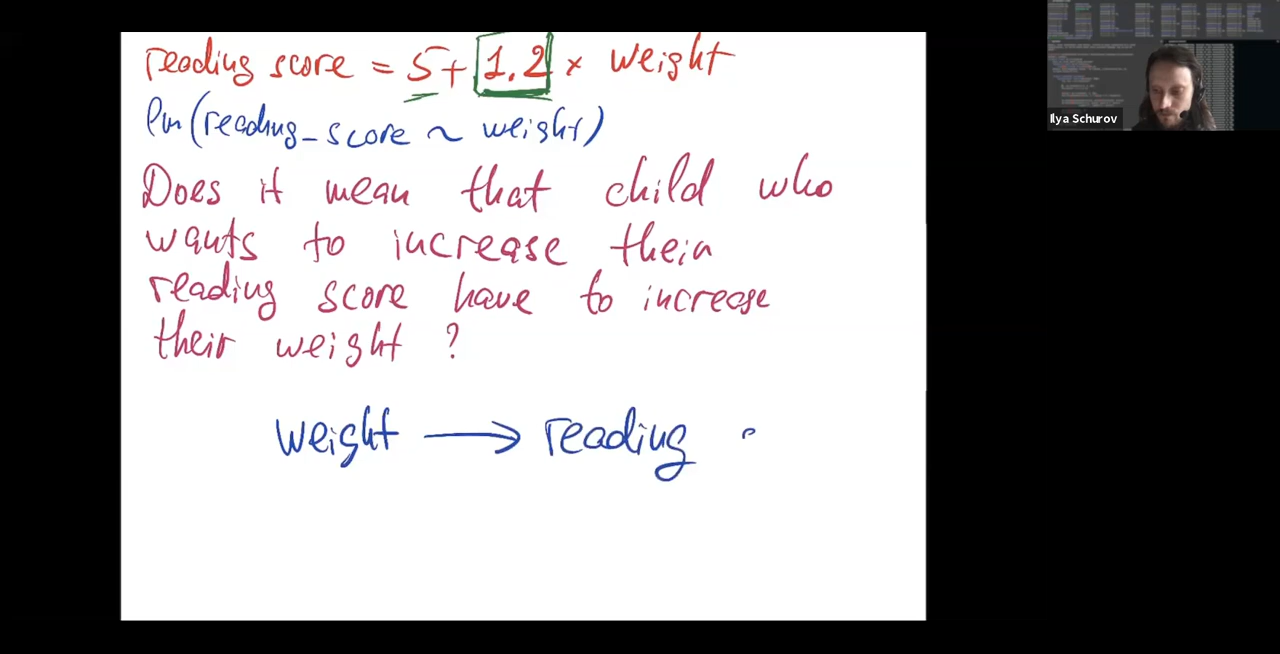 reading score = 5 + 1.2 × weight
lm(reading_score ~ weight)
Does it mean that child who
wants to increase their
reading score have to increase
their weight ?
weight → reading
Ilya Schurov